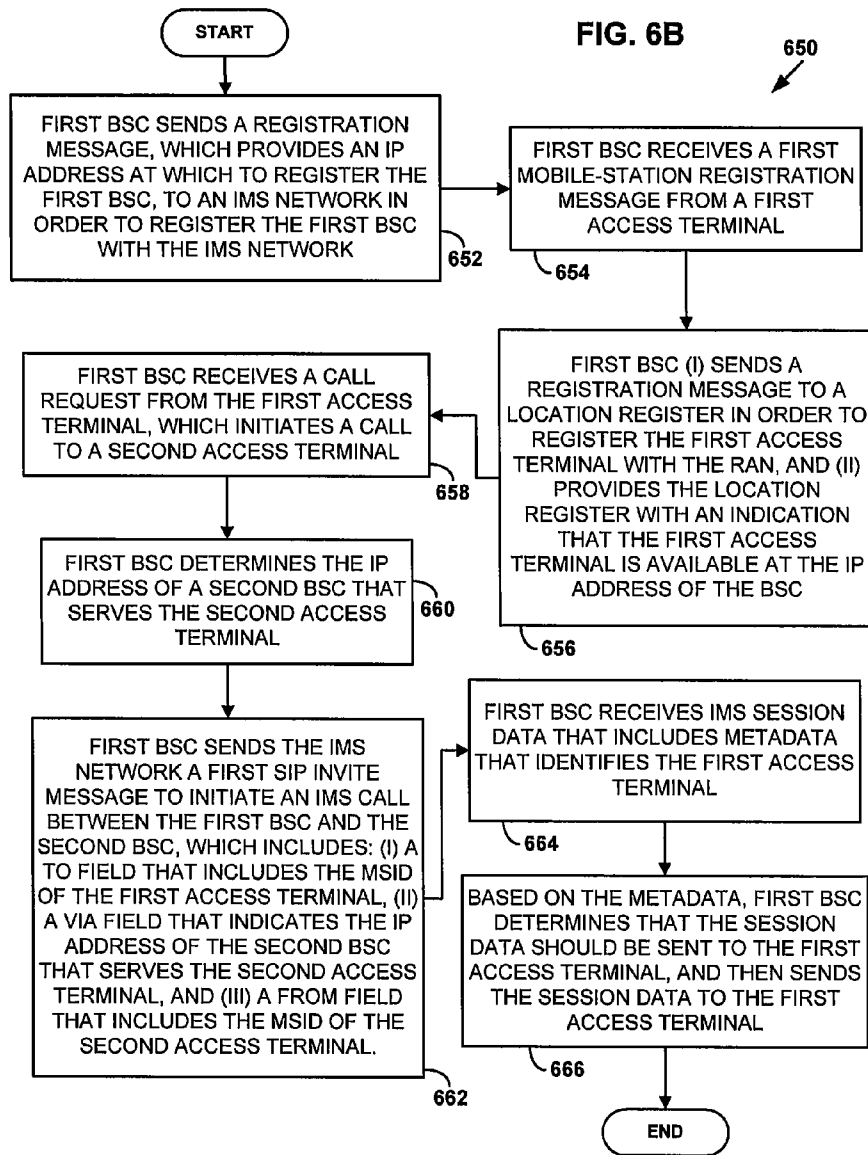 START
FIG. 6B
650
FIRST BSC SENDS A REGISTRATION
MESSAGE, WHICH PROVIDES AN IP
ADDRESS AT WHICH TO REGISTER THE
FIRST BSC, TO AN IMS NETWORK IN
ORDER TO REGISTER THE FIRST BSC
WITH THE IMS NETWORK
652
FIRST BSC RECEIVES A FIRST
MOBILE-STATION REGISTRATION
MESSAGE FROM A FIRST
ACCESS TERMINAL
654
FIRST BSC (I) SENDS A
REGISTRATION MESSAGE TO A
LOCATION REGISTER IN ORDER TO
REGISTER THE FIRST ACCESS
TERMINAL WITH THE RAN, AND (II)
PROVIDES THE LOCATION
REGISTER WITH AN INDICATION
THAT THE FIRST ACCESS
TERMINAL IS AVAILABLE AT THE IP
ADDRESS OF THE BSC
656
FIRST BSC RECEIVES A CALL
REQUEST FROM THE FIRST ACCESS
TERMINAL, WHICH INITIATES A CALL
TO A SECOND ACCESS TERMINAL
658
FIRST BSC DETERMINES THE IP
ADDRESS OF A SECOND BSC THAT
SERVES THE SECOND ACCESS
TERMINAL
660
FIRST BSC SENDS THE IMS
NETWORK A FIRST SIP INVITE
MESSAGE TO INITIATE AN IMS CALL
BETWEEN THE FIRST BSC AND THE
SECOND BSC, WHICH INCLUDES: (I) A
TO FIELD THAT INCLUDES THE MSID
OF THE FIRST ACCESS TERMINAL, (II)
A VIA FIELD THAT INDICATES THE IP
ADDRESS OF THE SECOND BSC
THAT SERVES THE SECOND ACCESS
TERMINAL, AND (III) A FROM FIELD
THAT INCLUDES THE MSID OF THE
SECOND ACCESS TERMINAL.
662
FIRST BSC RECEIVES IMS SESSION
DATA THAT INCLUDES METADATA
THAT IDENTIFIES THE FIRST ACCESS
TERMINAL
664
BASED ON THE METADATA, FIRST BSC
DETERMINES THAT THE SESSION
DATA SHOULD BE SENT TO THE FIRST
ACCESS TERMINAL, AND THEN SENDS
THE SESSION DATA TO THE FIRST
ACCESS TERMINAL
666
END